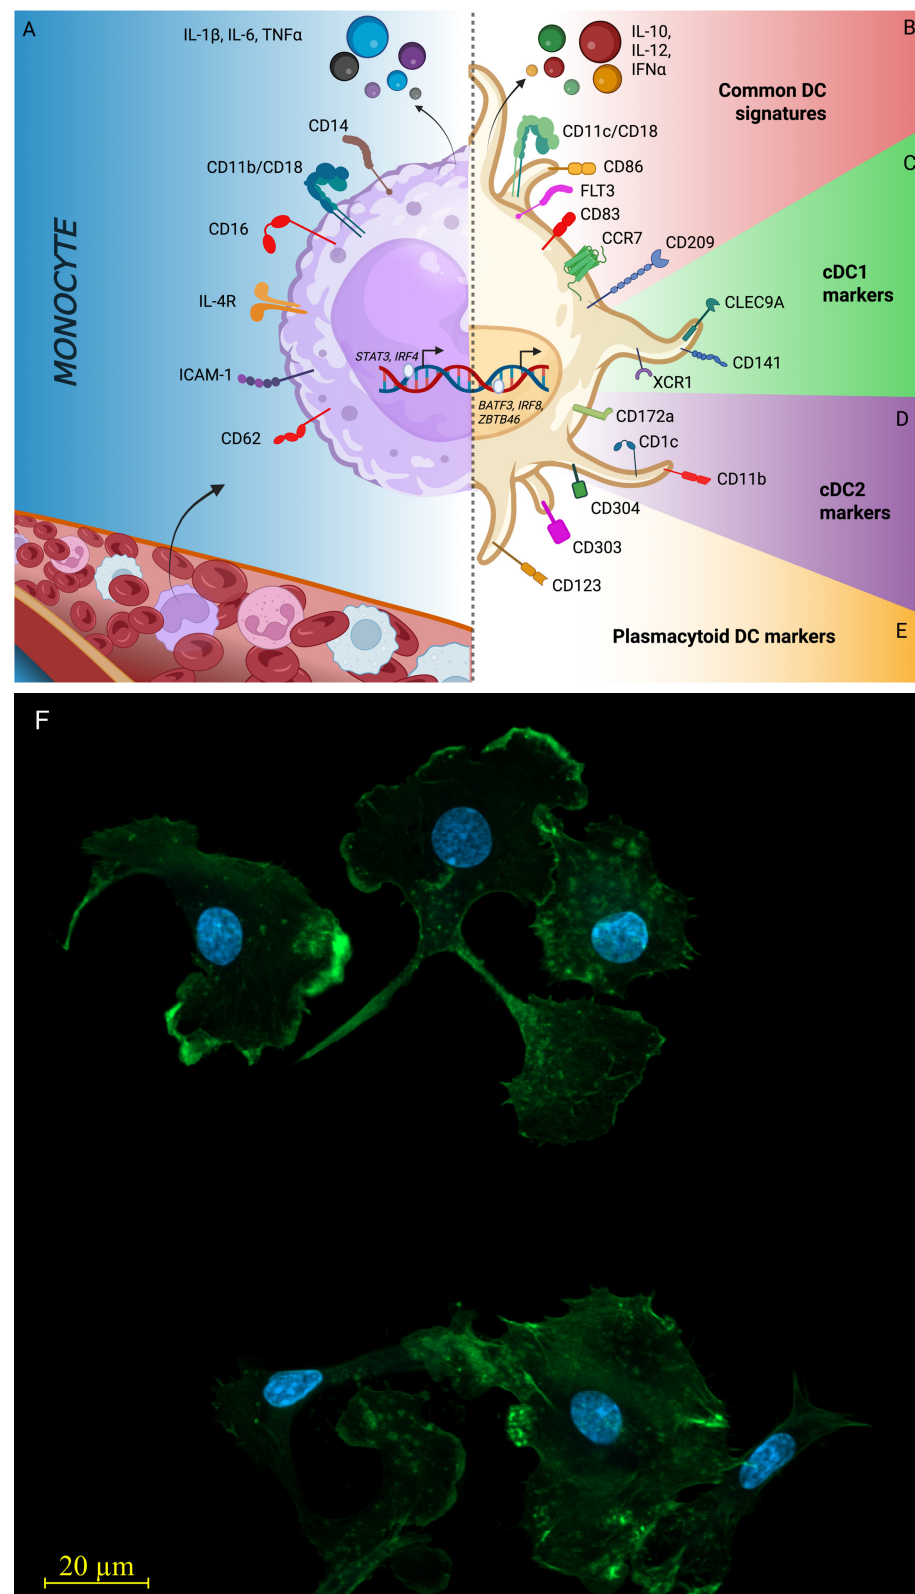 A
IL-1β, IL-6, TNFα
CD14
CD11b/CD18
CD16
IL-4R
ICAM-1
CD62
MONOCYTE
STAT3, IRF4
B
IL-10,
IL-12,
IFNα
Common DC
signatures
CD11c/CD18
CD86
FLT3
CD83
CCR7
CD209
C
cDC1
markers
CLEC9A
CD141
XCR1
BATF3, IRF8,
ZBTB46
D
CD172a
CD1c
CD11b
cDC2
markers
CD304
CD303
CD123
E
Plasmacytoid DC markers
F
20 µm